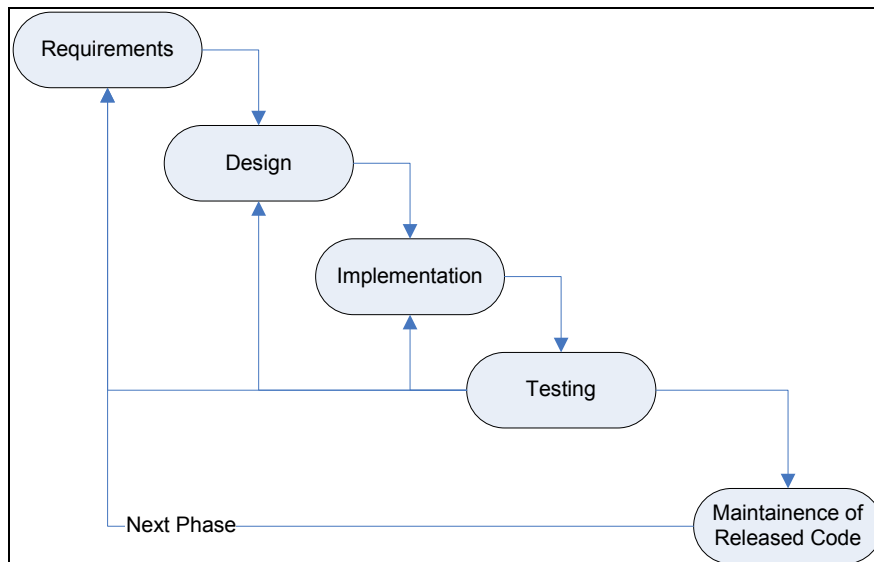 Requirements
Design
Implementation
Testing
Next Phase
Maintainence of
Released Code